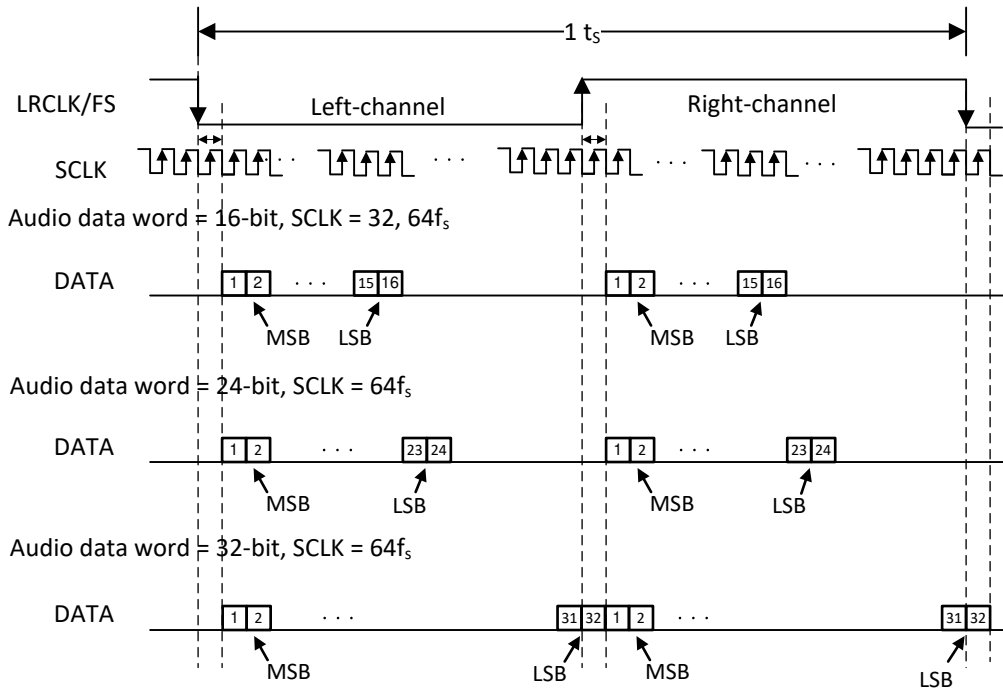 1 tS
LRCLK/FS Left-channel Right-channel
SCLK . . . . . . . . . . . .
Audio data word = 16-bit, SCLK = 32, 64fs
DATA 1 2 . . . 15 16 1 2 . . . 15 16
MSB LSB MSB LSB
Audio data word = 24-bit, SCLK = 64fs
DATA 1 2 . . . 23 24 1 2 . . . 23 24
MSB LSB MSB LSB
Audio data word = 32-bit, SCLK = 64fs
DATA 1 2 . . . 31 32 1 2 . . . 31 32
MSB LSB MSB LSB